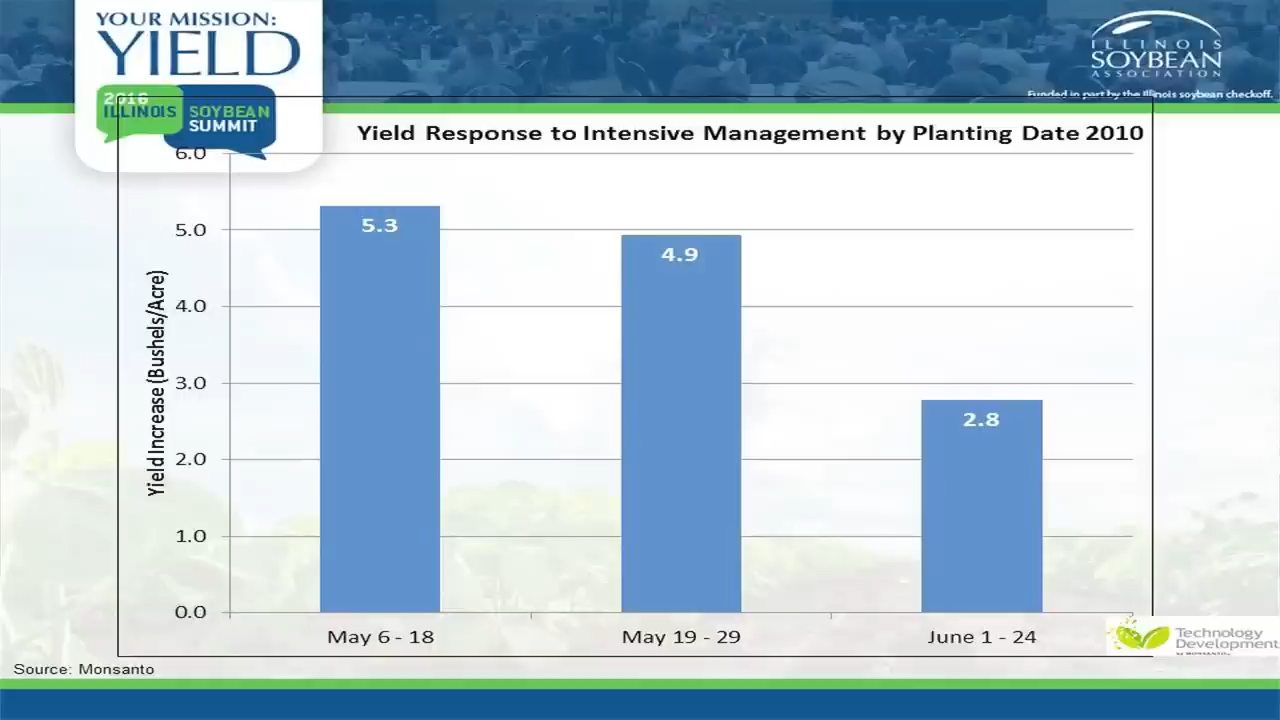 YOUR MISSION:
YIELD
2016
ILLINOIS SOYBEAN
SUMMIT
ILLINOIS
SOYBEAN
ASSOCIATION
Funded in part by the Illinois soybean checkoff.
Yield Response to Intensive Management by Planting Date 2010
Yield Increase (Bushels/Acre)
6.0
5.0
4.0
3.0
2.0
1.0
0.0
5.3
4.9
2.8
May 6 - 18
May 19 - 29
June 1 - 24
Technology
Development
by MONSANTO
Source: Monsanto